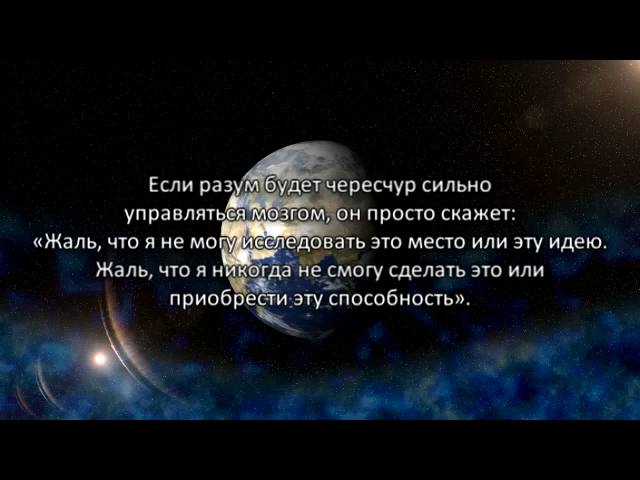 Если разум будет чересчур сильно
управляться мозгом, он просто скажет:
«Жаль, что я не могу исследовать это место или эту идею.
Жаль, что я никогда не смогу сделать это или
приобрести эту способность».